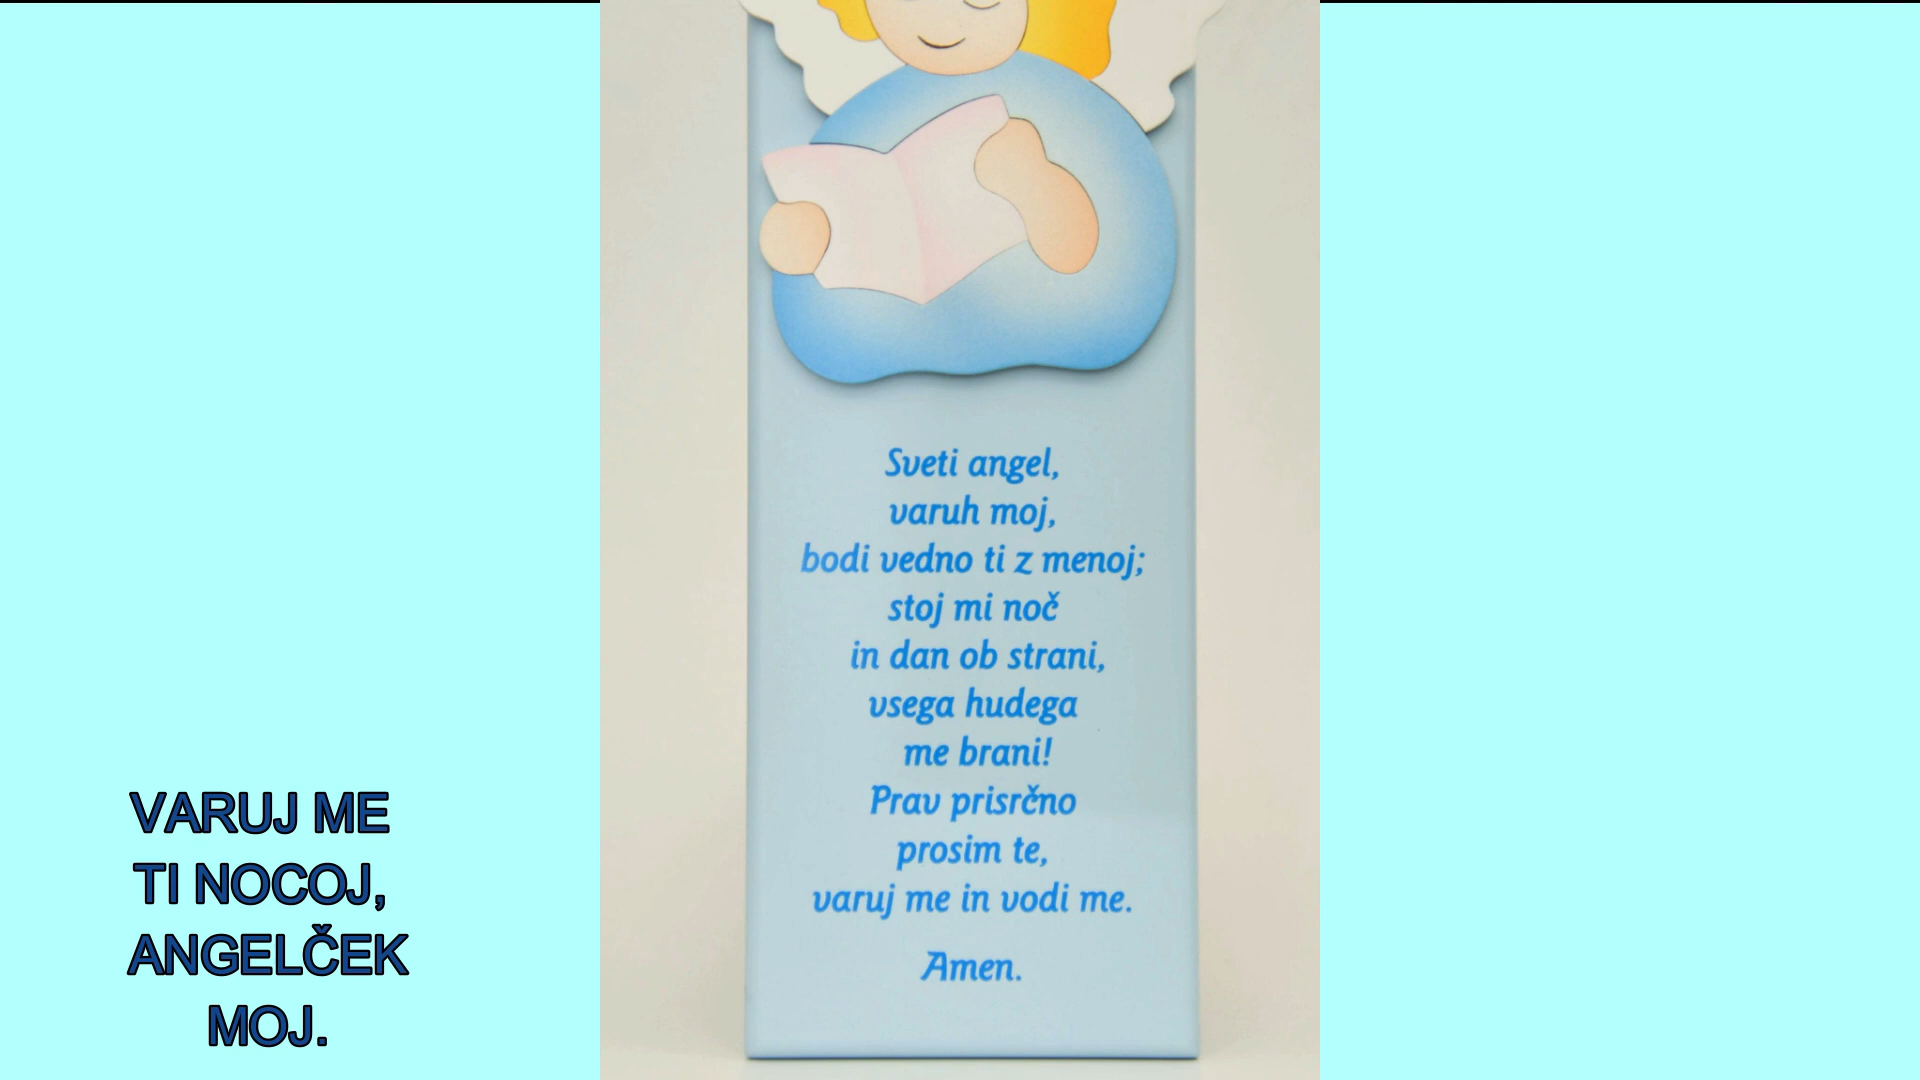 Sveti angel,
varuh moj,
bodi vedno ti z menoj;
stoj mi noč
in dan ob strani,
vsega hudega
me brani!
Prav prisrčno
prosim te,
varuj me in vodi me.
Amen.
VARUJ ME
TI NOCOJ,
ANGELČEK
MOJ.